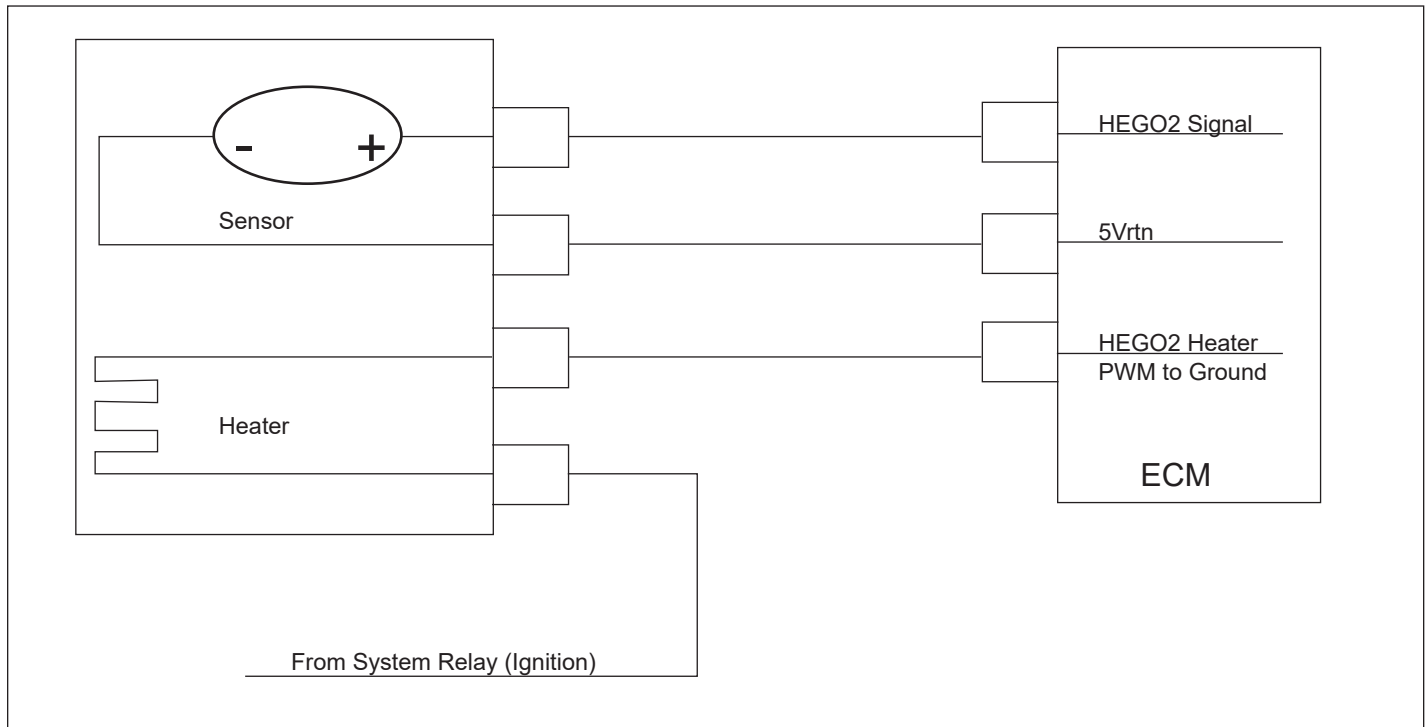 - +
Sensor
Heater
From System Relay (Ignition)
HEGO2 Signal
5Vrtn
HEGO2 Heater
PWM to Ground
ECM